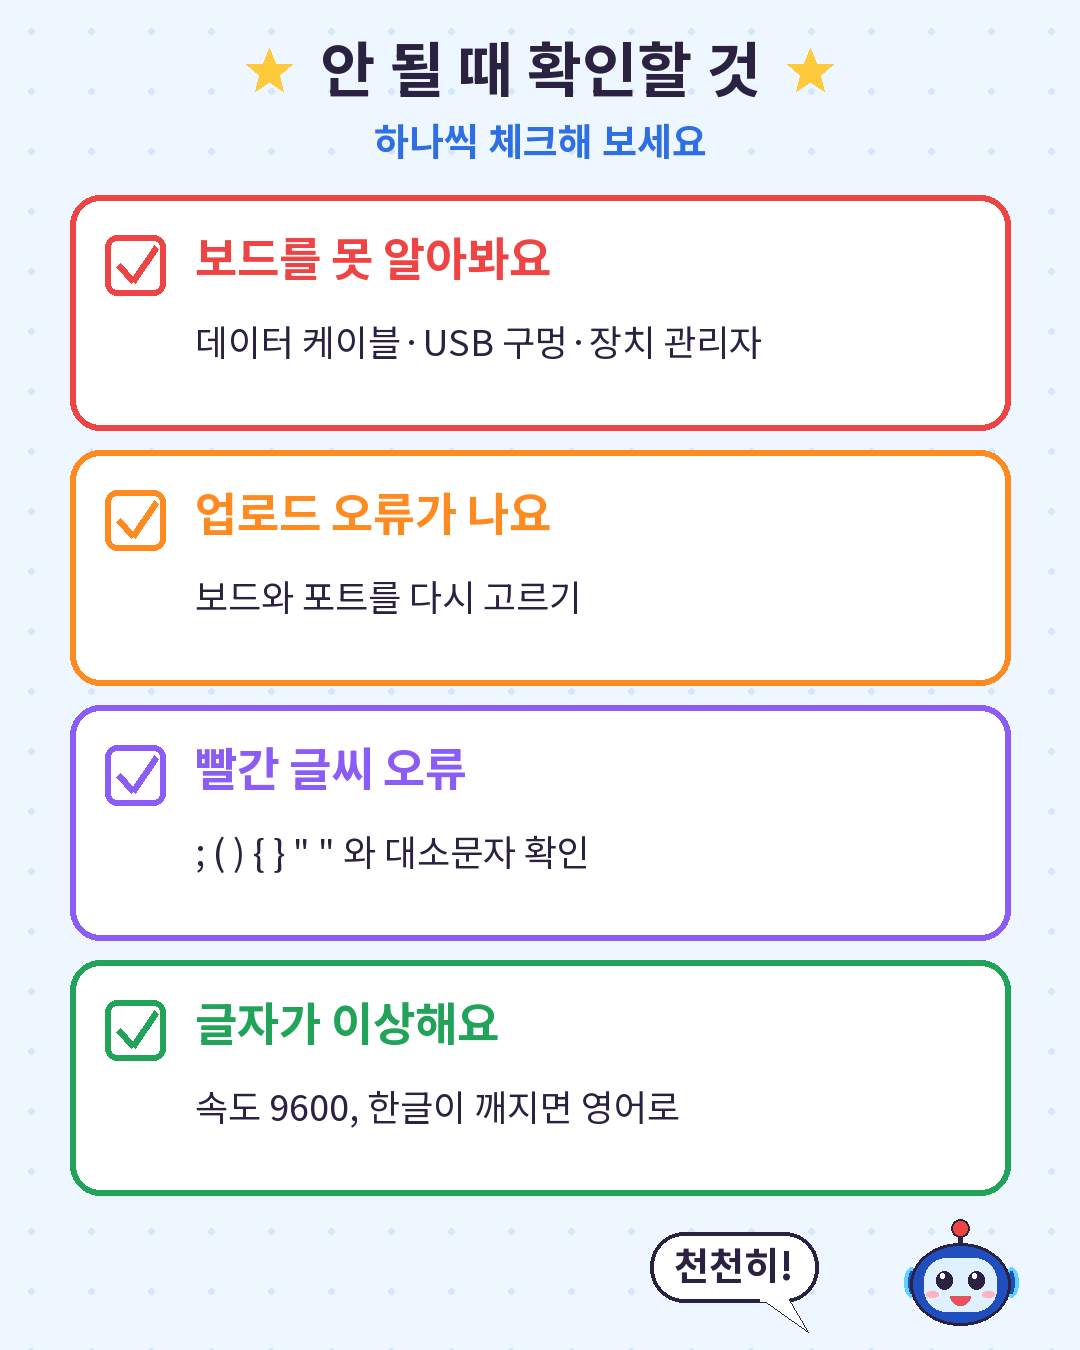 안 될 때 확인할 것
하나씩 체크해 보세요
보드를 못 알아봐요
데이터 케이블·USB 구멍·장치 관리자
업로드 오류가 나요
보드와 포트를 다시 고르기
빨간 글씨 오류
; ( ) { } " " 와 대소문자 확인
글자가 이상해요
속도 9600, 한글이 깨지면 영어로
천천히!